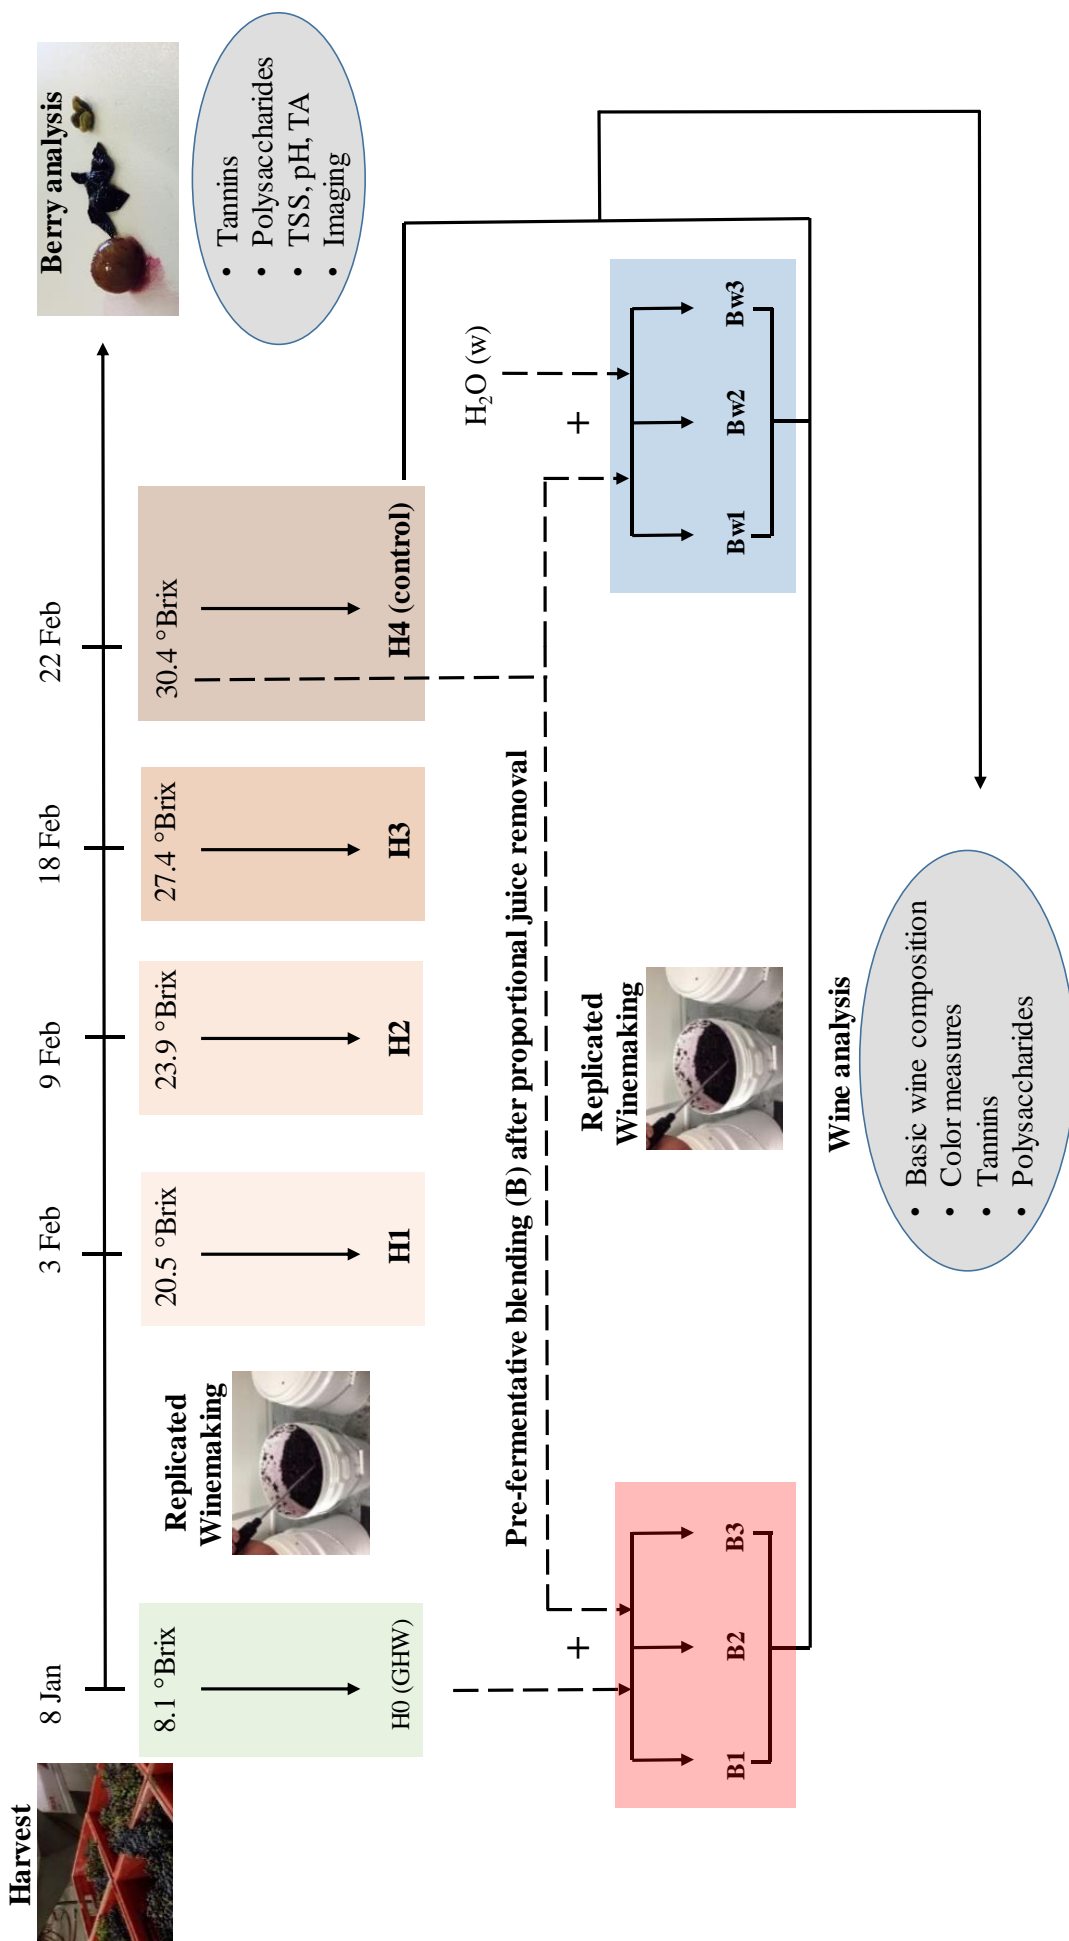 Harvest
8 Jan
3 Feb
9 Feb
18 Feb
22 Feb
Berry analysis
8.1 °Brix
20.5 °Brix
23.9 °Brix
27.4 °Brix
30.4 °Brix
• Tannins
• Polysaccharides
• TSS, pH, TA
• Imaging
Replicated
Winemaking
H0 (GHW)
H1
H2
H3
H4 (control)
H₂O (w)
Pre-fermentative blending (B) after proportional juice removal
+
+
Replicated
Winemaking
B1
B2
B3
Bw1
Bw2
Bw3
Wine analysis
• Basic wine composition
• Color measures
• Tannins
• Polysaccharides